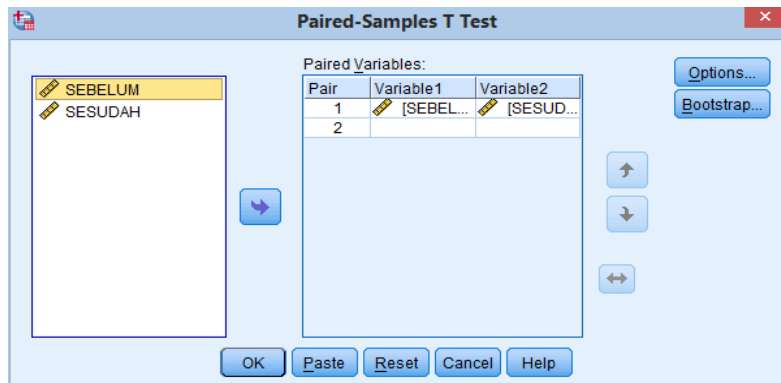 Paired-Samples T Test
SEBELUM
SESUDAH
Paired Variables:
Pair Variable1 Variable2
1 [SEBEL... [SESUD...
2
Options...
Bootstrap...
OK Paste Reset Cancel Help